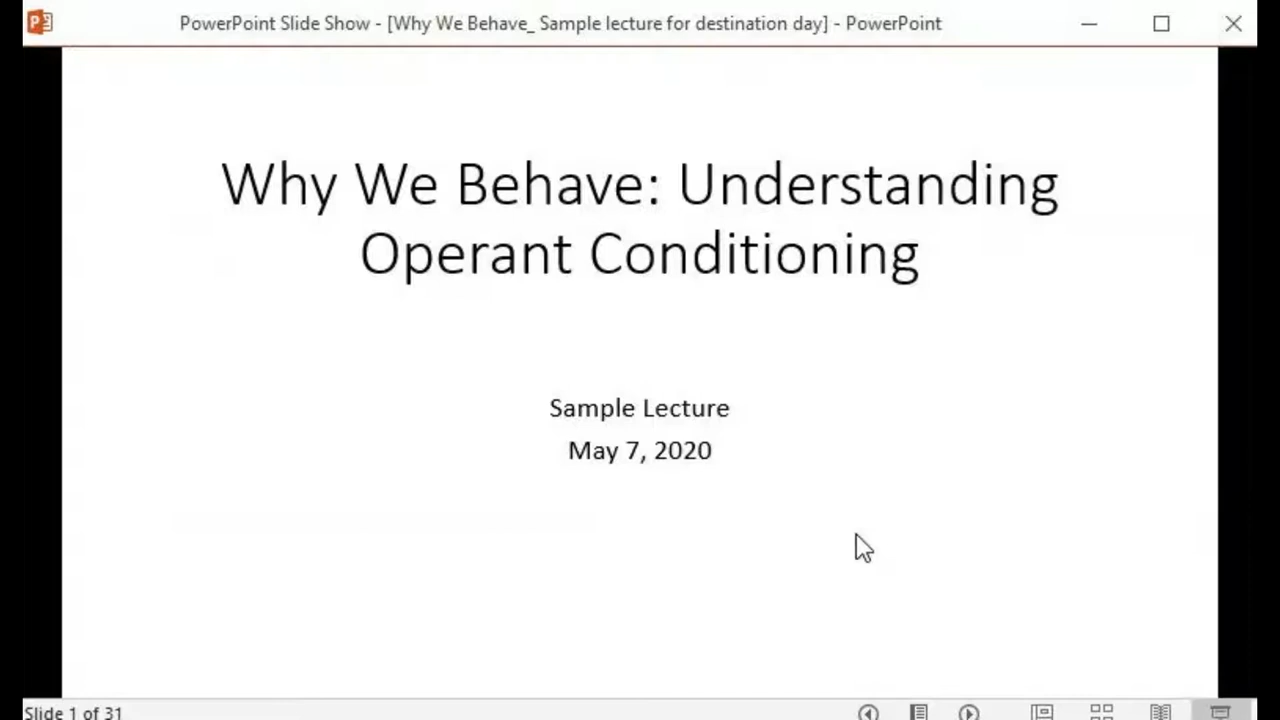 PowerPoint Slide Show - [Why We Behave_ Sample lecture for destination day] - PowerPoint
Why We Behave: Understanding
Operant Conditioning
Sample Lecture
May 7, 2020
Slide 1 of 31